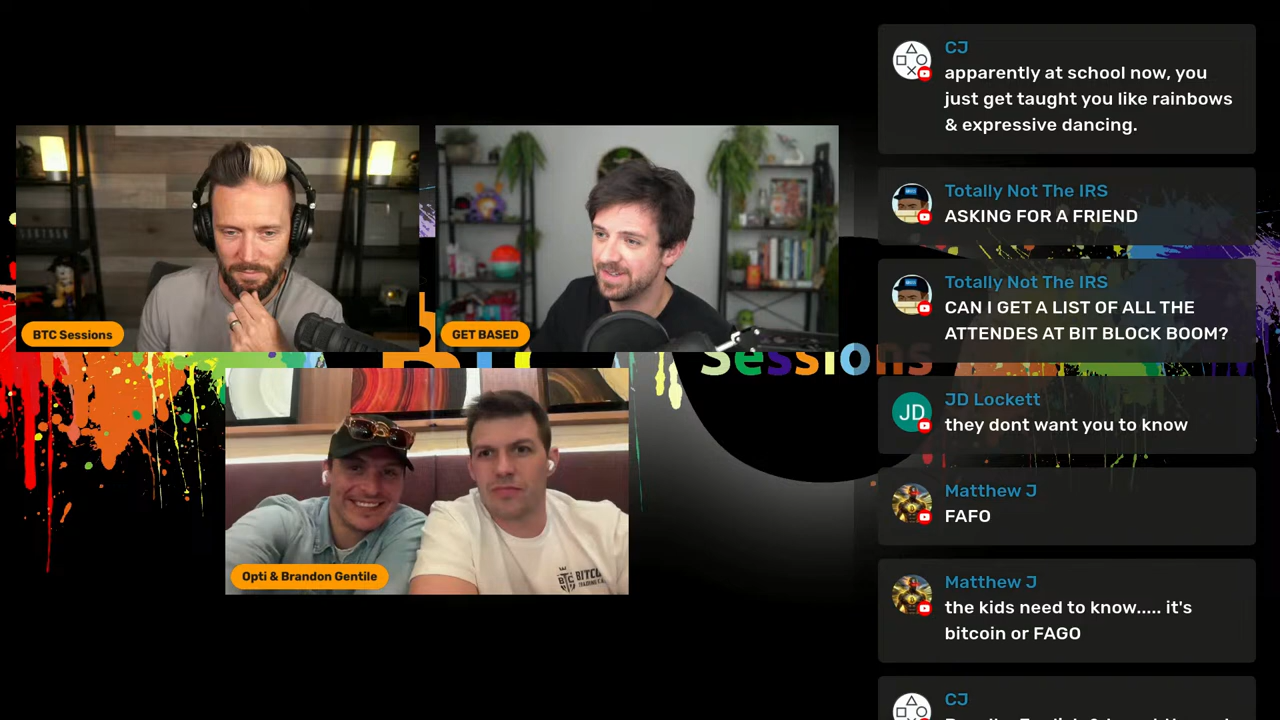 BTC Sessions
GET BASED
Sessions
Opti & Brandon Gentile
CJ
apparently at school now, you
just get taught you like rainbows
& expressive dancing.
Totally Not The IRS
ASKING FOR A FRIEND
Totally Not The IRS
CAN I GET A LIST OF ALL THE
ATTENDES AT BIT BLOCK BOOM?
JD
JD Lockett
they dont want you to know
Matthew J
FAFO
Matthew J
the kids need to know..... it's
bitcoin or FAGO
CJ